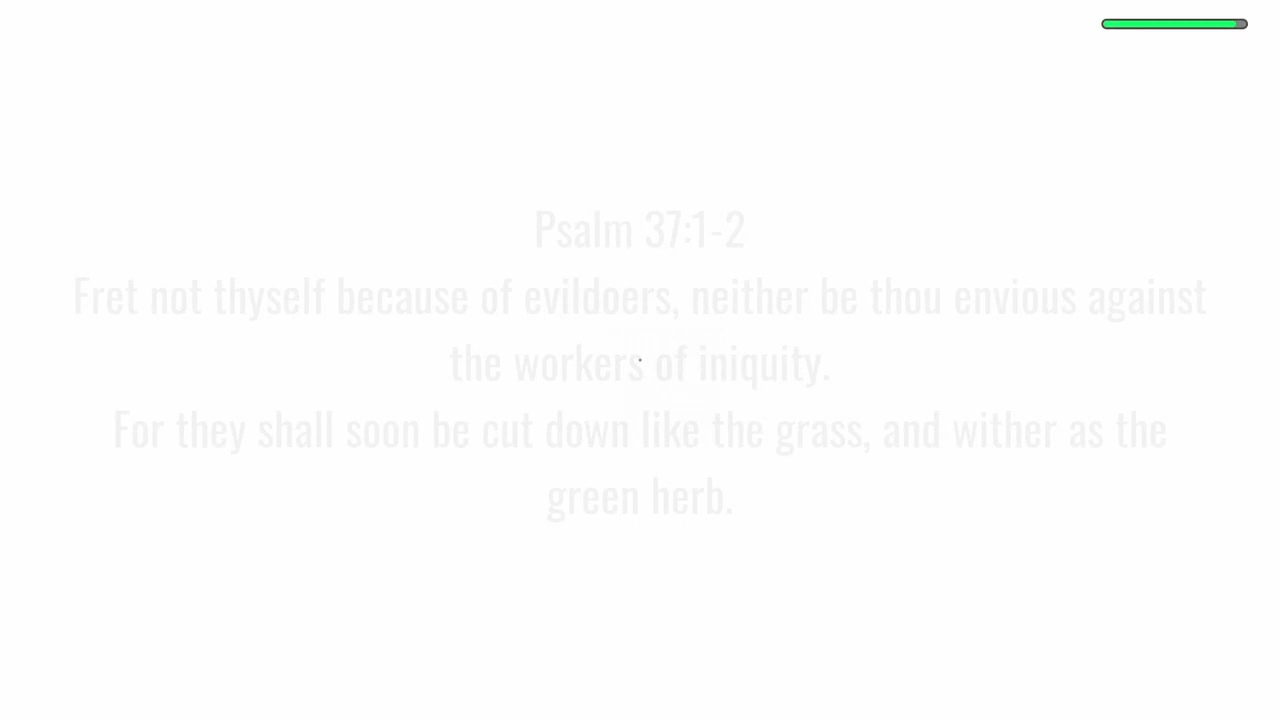 Psalm 37:1-2
Fret not thyself because of evildoers, neither be thou envious against
the workers of iniquity.
For they shall soon be cut down like the grass, and wither as the
green herb.